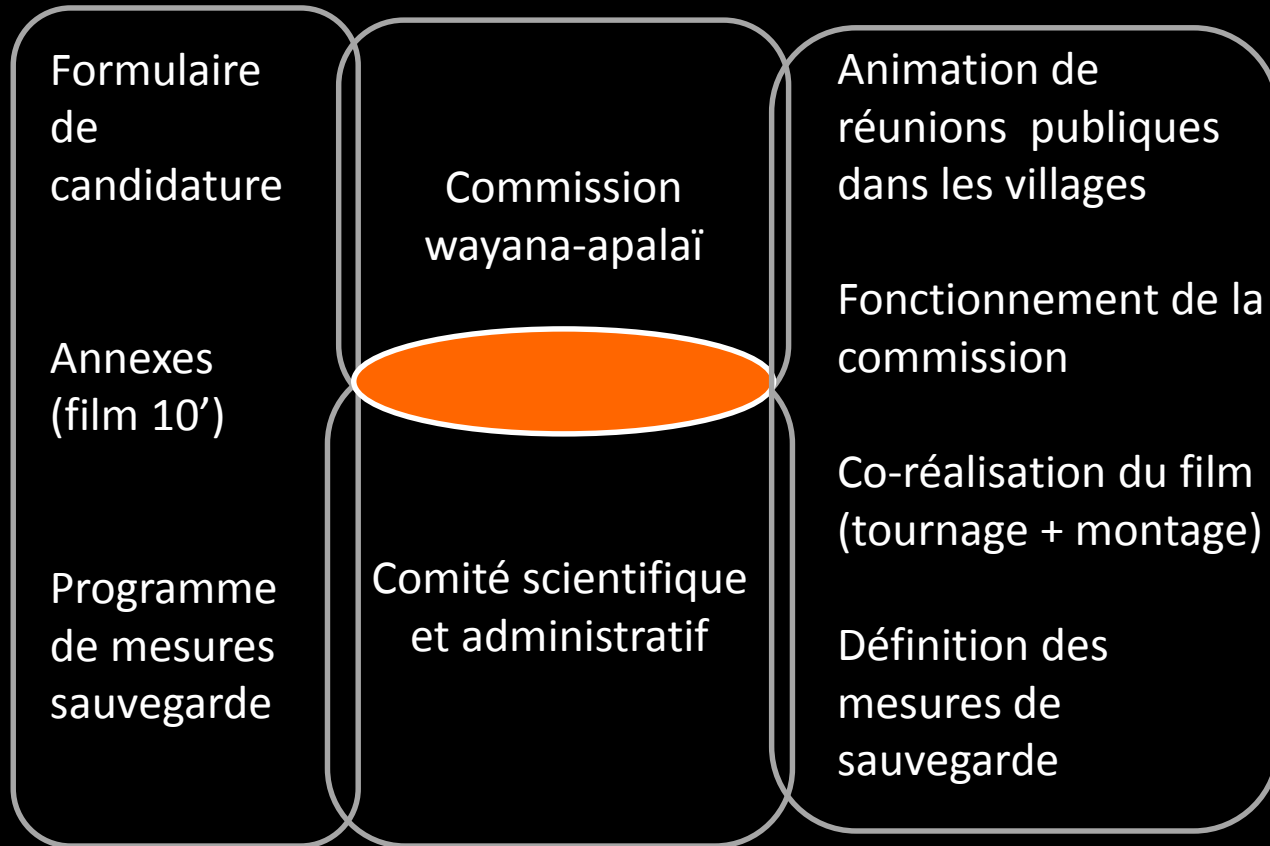 Formulaire
de
candidature
Annexes
(film 10’)
Programme
de mesures
sauvegarde
Commission
wayana-apalaï
Comité scientifique
et administratif
Animation de
réunions publiques
dans les villages
Fonctionnement de la
commission
Co-réalisation du film
(tournage + montage)
Définition des
mesures de
sauvegarde